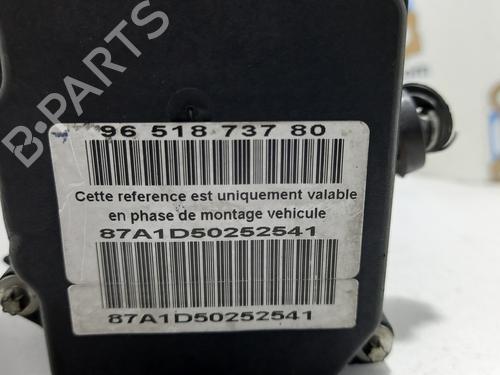 96 518 737 80
Cette reference est uniquement valable
en phase de montage vehicule
87A1D50252541
87A1D50252541
B-PARTS